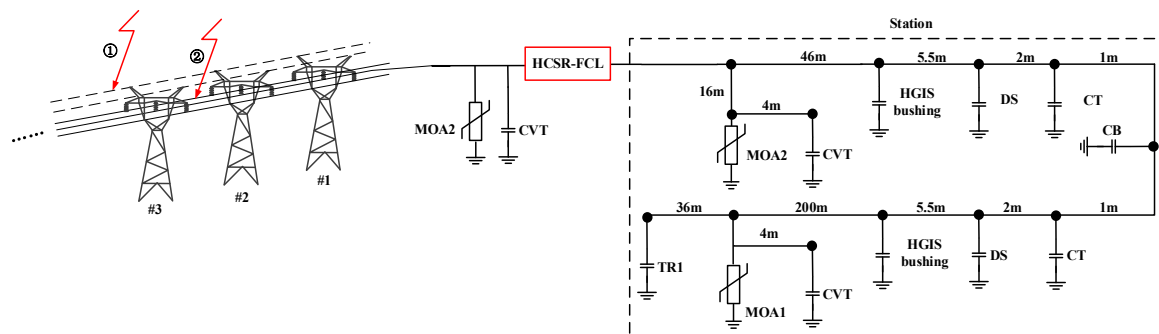 Station
①
②
HCSR-FCL
46m
5.5m
2m
1m
16m
4m
MOA2
CVT
HGIS
bushing
DS
CT
CB
MOA2
CVT
#1
#2
#3
......
36m
200m
5.5m
2m
1m
4m
TR1
MOA1
CVT
HGIS
bushing
DS
CT